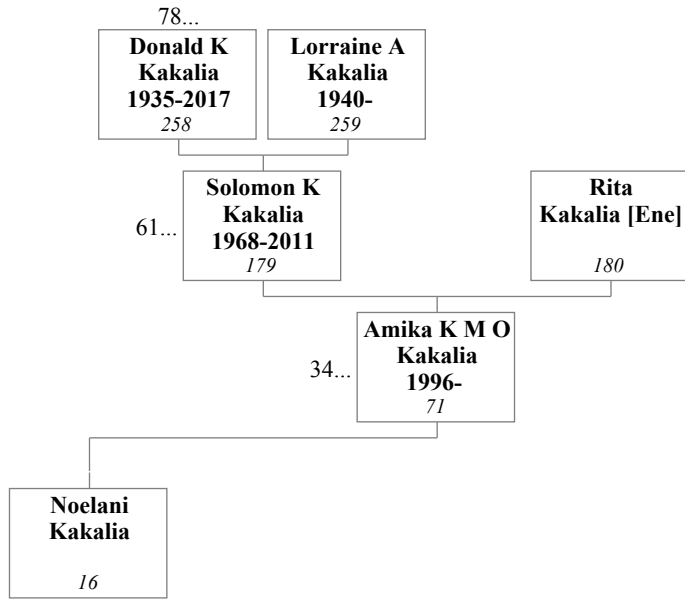 78...
Donald K
Kakalia
1935-2017
258
Lorraine A
Kakalia
1940-
259
61...
Solomon K
Kakalia
1968-2011
179
Rita
Kakalia [Ene]
180
34...
Amika K M O
Kakalia
1996-
71
Noelani
Kakalia
16